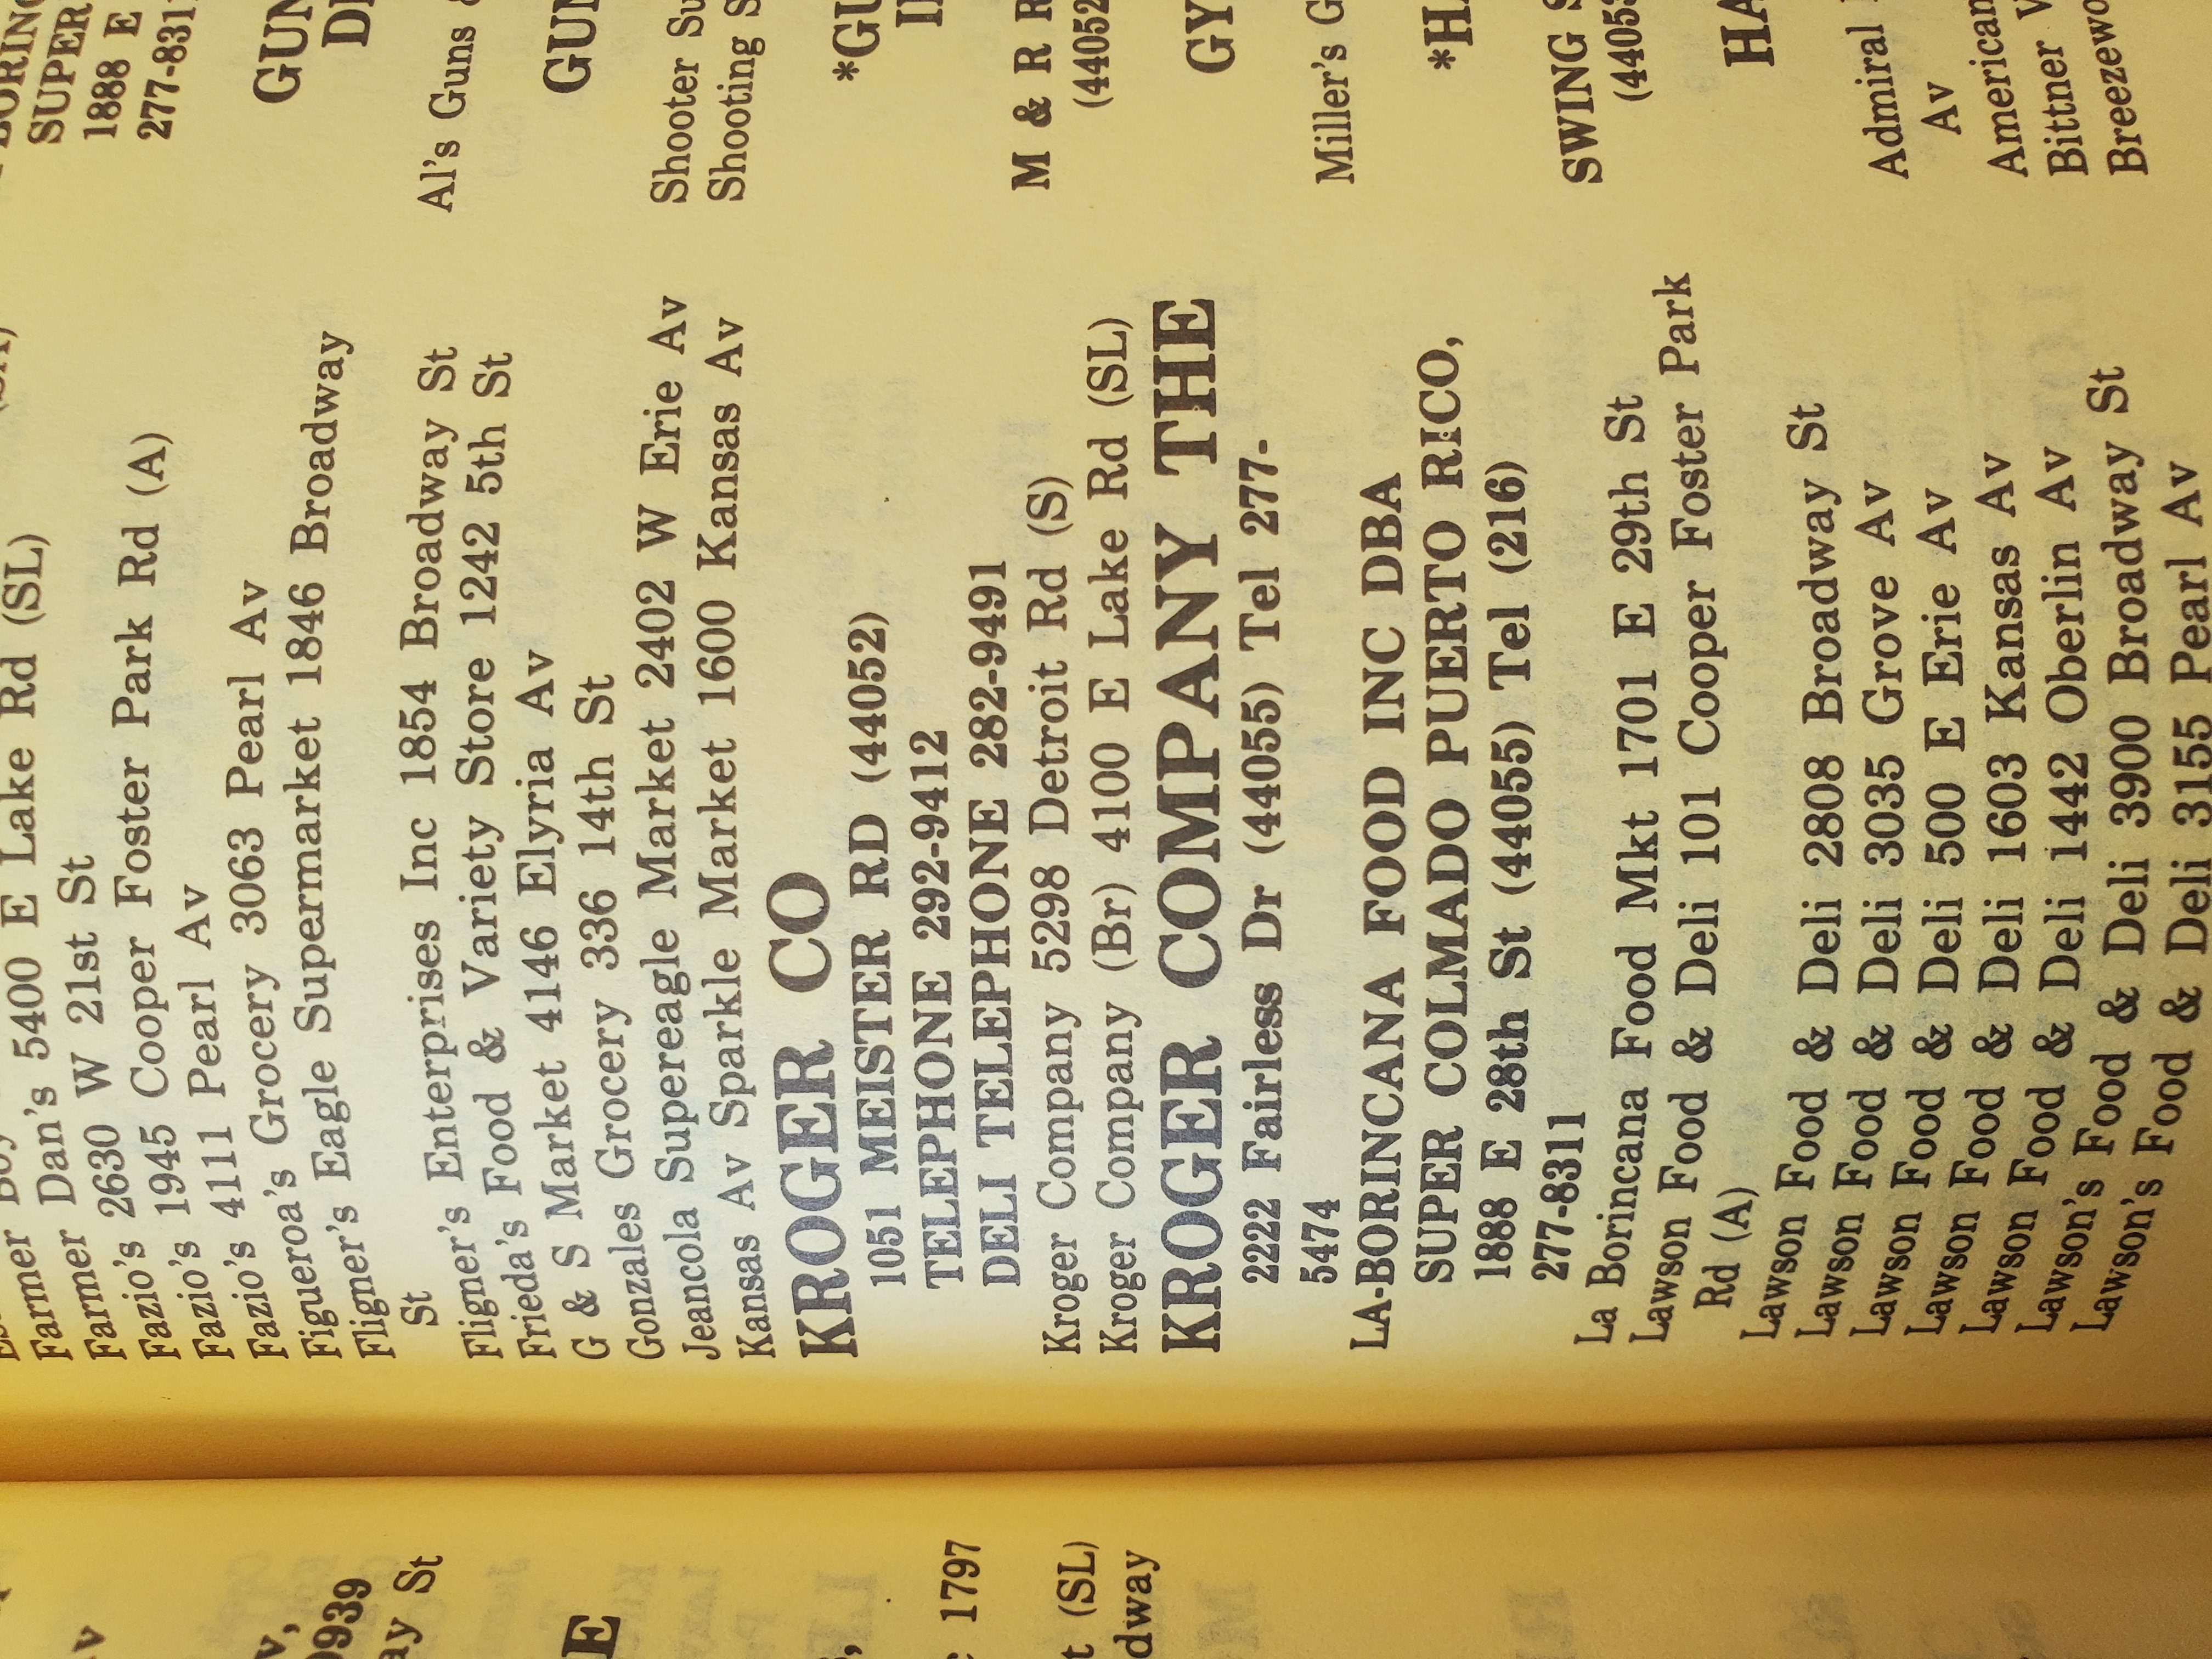 1797
(SL)
St
E
Farmer Dan's 5400 E Lake Rd (SL)
Farmer 2630 W 21st St
Fazio's 1945 Cooper Foster Park Rd (A)
Fazio's 4111 Pearl Av
Fazio's Grocery 3063 Pearl Av
Figueroa's Eagle Supermarket 1846 Broadway
Fligner's
St
Enterprises Inc 1854 Broadway St
Fligner's Food & Variety Store 1242 5th St
Frieda's Market 4146 Elyria Av
G & S Grocery 336 14th St
Gonzales Supereagle Market 2402 W Erie Av
Jeancola Sparkle Market 1600 Kansas Av
Kansas Av
KROGER CO
1051 MEISTER RD (44052)
TELEPHONE 292-9412
DELI TELEPHONE 282-9491
Kroger Company 5298 Detroit Rd (S)
Kroger Company (Br) 4100 E Lake Rd (SL)
KROGER COMPANY THE
2222 Fairless Dr (44055) Tel 277-
5474
LA-BORINCANA FOOD INC DBA
SUPER COLMADO PUERTO RICO,
1888 E 28th St (44055) Tel (216)
277-8311
La Borincana Food Mkt 1701 E 29th St
Lawson Food & Deli 101 Cooper Foster Park
Rd (A)
Lawson Food & Deli 2808 Broadway St
Lawson Food & Deli 3035 Grove Av
Lawson Food & Deli 500 E Erie Av
Lawson Food & Deli 1603 Kansas Av
Lawson Food & Deli 1442 Oberlin Av
Lawson's Food & Deli 3900 Broadway St
Lawson's Food & Deli 3155 Pearl Av
SUPER
1888 E
277-831
GUN
Al's Guns &
GUN
Shooter Su
Shooting S
*GU
M & R R
(44052
GY
Miller's G
*HA
SWING S
(44053
HA
Admiral
Av
American
Bittner
Breezewo